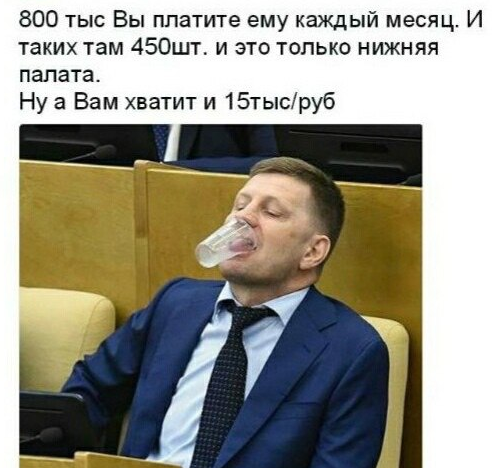 800 тыс Вы платите ему каждый месяц. И
таких там 450шт. и это только нижняя
палата.
Ну а Вам хватит и 15тыс/руб